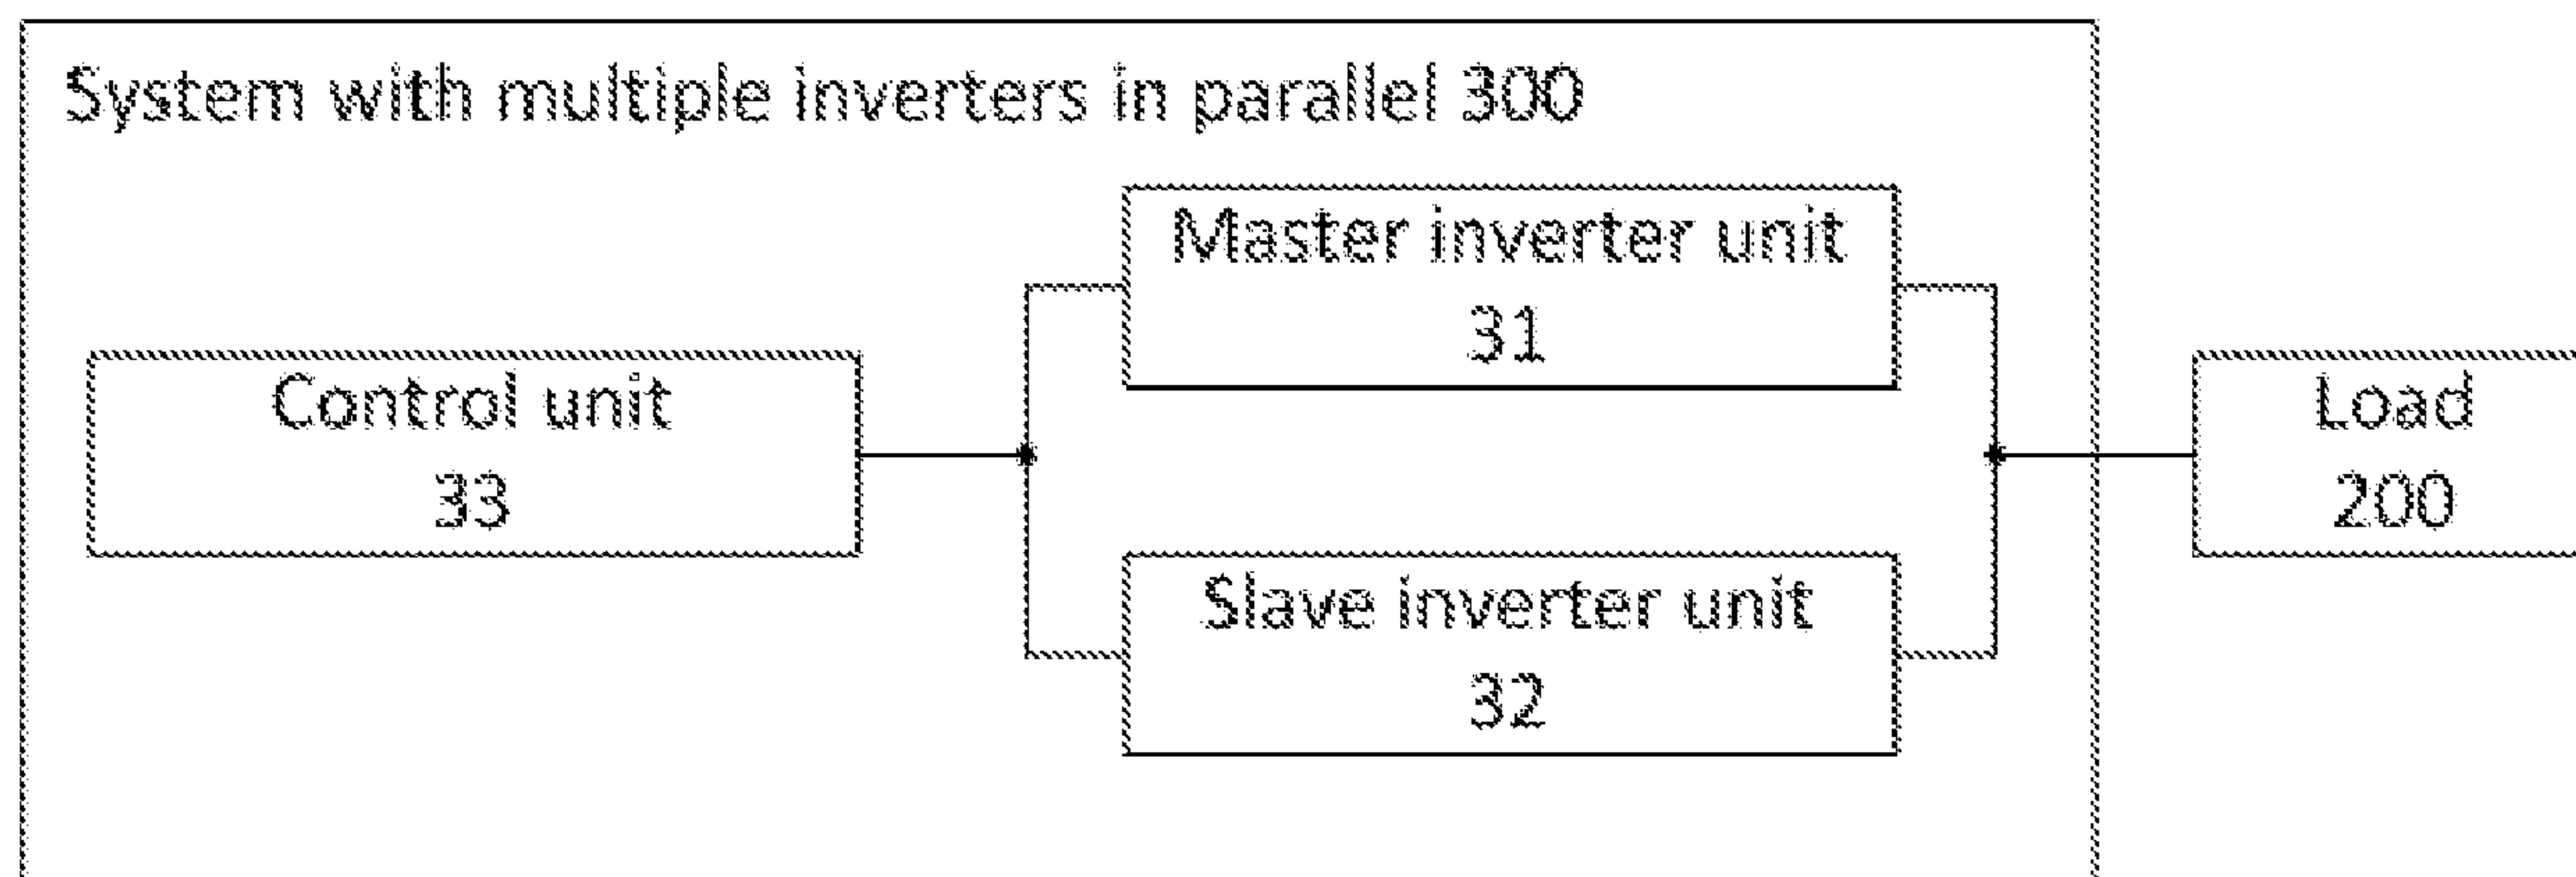 System with multiple inverters in parallel 300
Master inverter unit
31
Control unit
33
Load
200
Slave inverter unit
32